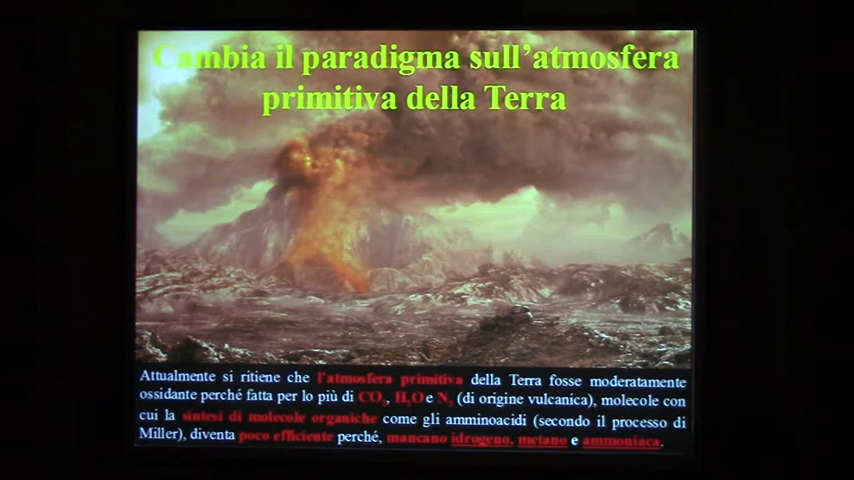 Cambia il paradigma sull'atmosfera
primitiva della Terra
Attualmente si ritiene che l'atmosfera primitiva della Terra fosse moderatamente
ossidante perché fatta per lo più di CO₂, H₂O e N₂ (di origine vulcanica), molecole con
cui la sintesi di molecole organiche come gli amminoacidi (secondo il processo di
Miller), diventa poco efficiente perché, mancano idrogeno, metano e ammoniaca.